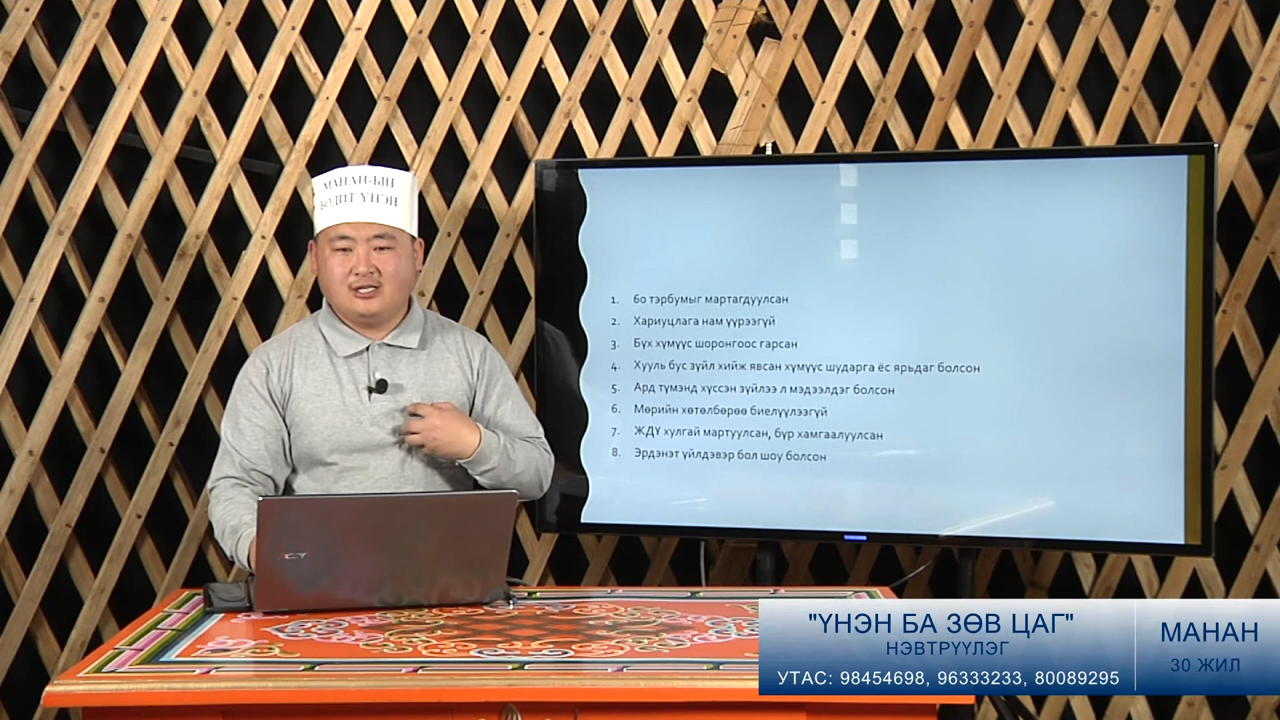 МАНАН-ЫН
БОДИТ ҮНЭН
1. 60 тэрбумыг мартагдуулсан
2. Хариуцлага нам үүрээгүй
3. Бүх хүмүүс шоронгоос гарсан
4. Хууль бус зүйл хийж явсан хүмүүс шударга ёс ярьдаг болсон
5. Ард түмэнд хүссэн зүйлээ л мэдээлдэг болсон
6. Мөрийн хөтөлбөрөө биелүүлээгүй
7. ЖДҮ хулгай мартуулсан, бүр хамгаалуулсан
8. Эрдэнэт үйлдэвэр бол шоу болсон
"ҮНЭН БА ЗӨВ ЦАГ"
НЭВТРҮҮЛЭГ
УТАС: 98454698, 96333233, 80089295
МАНАН
30 ЖИЛ